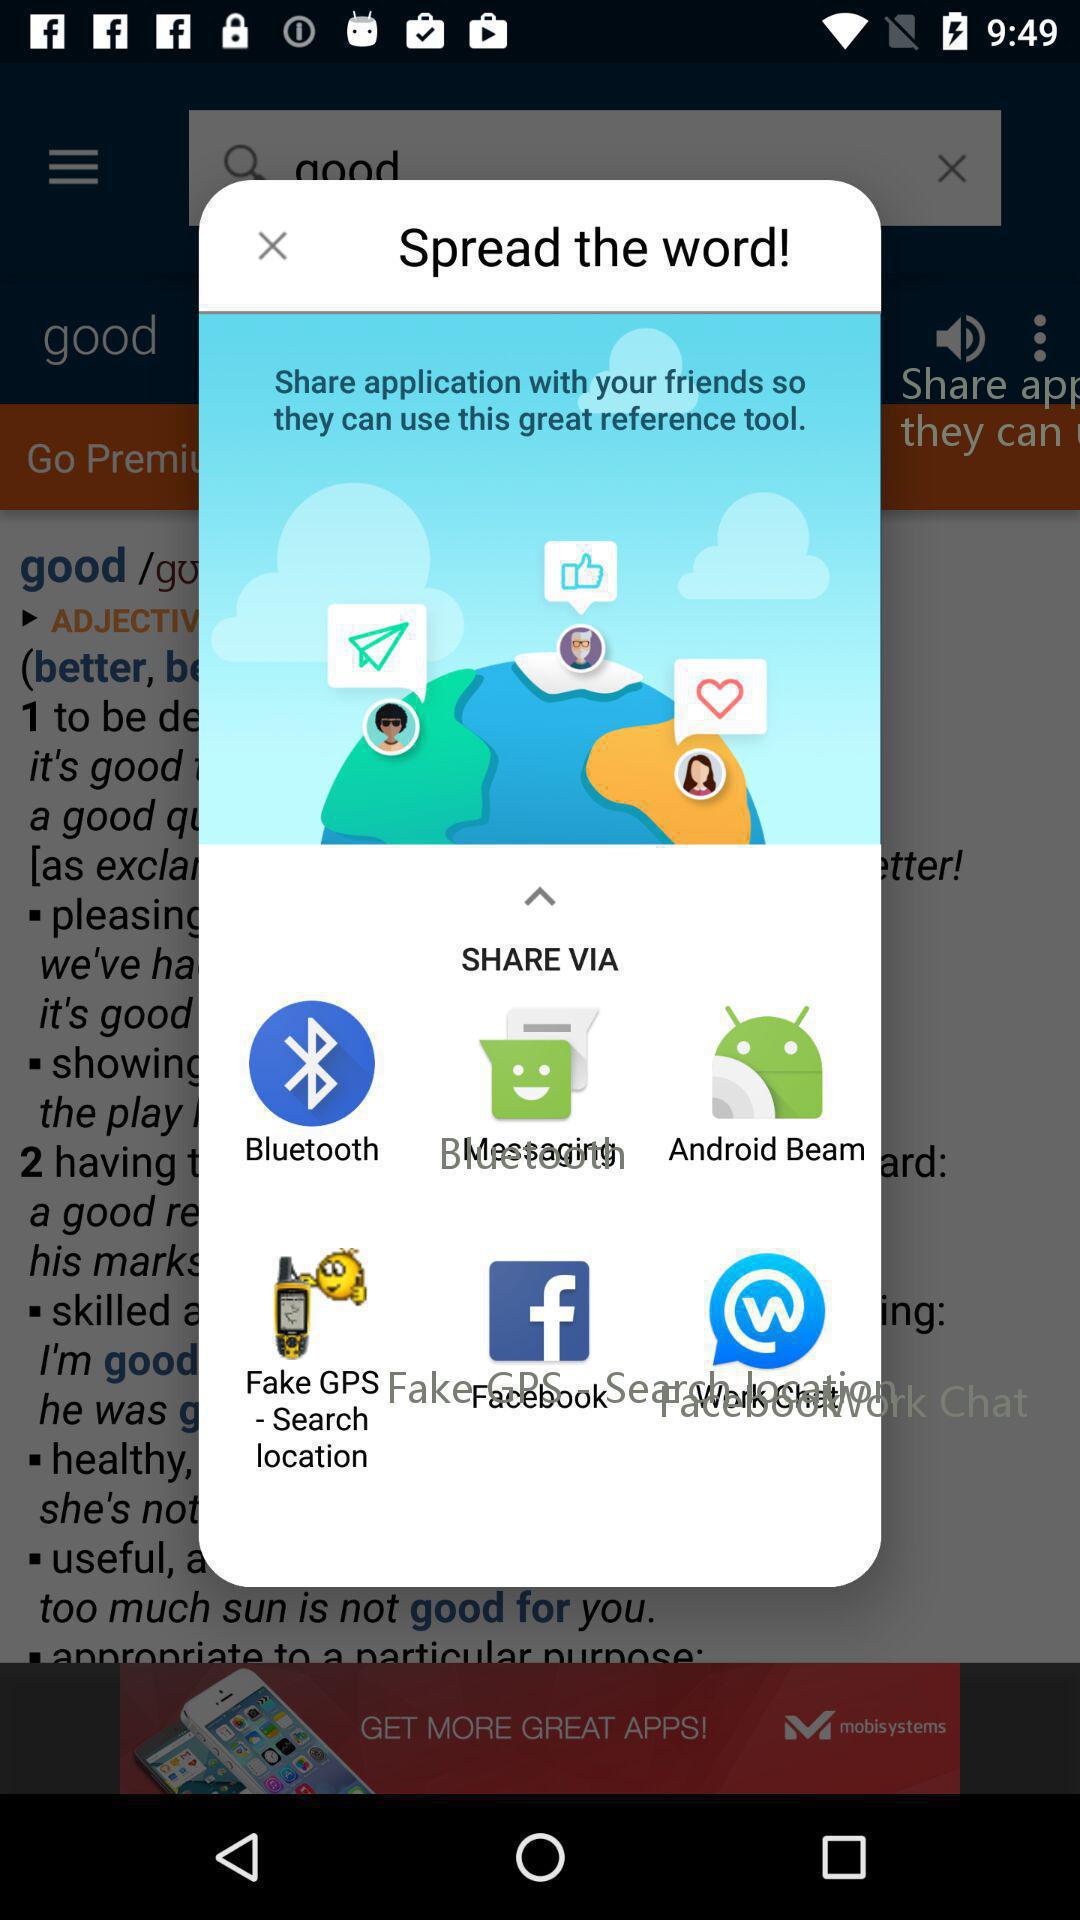 9:49
good
Spread the word!
good
Share application with your friends so
they can use this great reference tool.
Share app
they can
Go Premiu
good /gʊ
► ADJECTIV
(better, be
1 to be de
it's good
a good qu
[as exclar
etter!
▪ pleasing
we've ha
it's good
▪ showing
the play
2 having t
ard:
a good re
his marks
▪ skilled a
ing:
I'm good
he was g
▪ healthy,
she's not
▪ useful, a
too much sun is not good for you.
▪ appropriate to a particular purpose:
SHARE VIA
Bluetooth
Messaging
Bluetooth
Android Beam
Fake GPS
- Search
location
Fake GPS - Search location
Facebook
Facebook
Work Chat
Work Chat
GET MORE GREAT APPS!
mobisystems